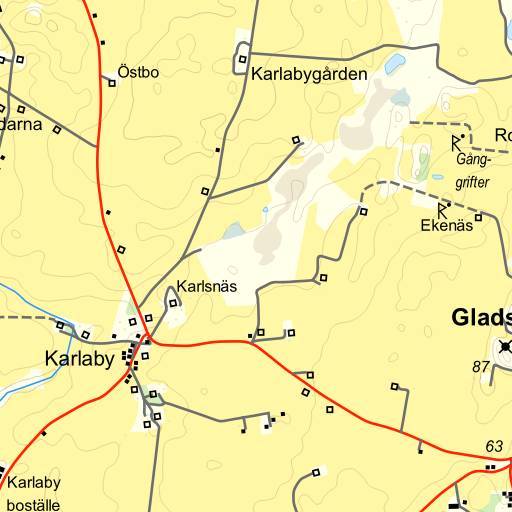 Östbo
Karlabygården
darna
Ro
Gång-
grifter
Ekenäs
Karlsnäs
Glads
Karlaby
87
63
Karlaby
boställe